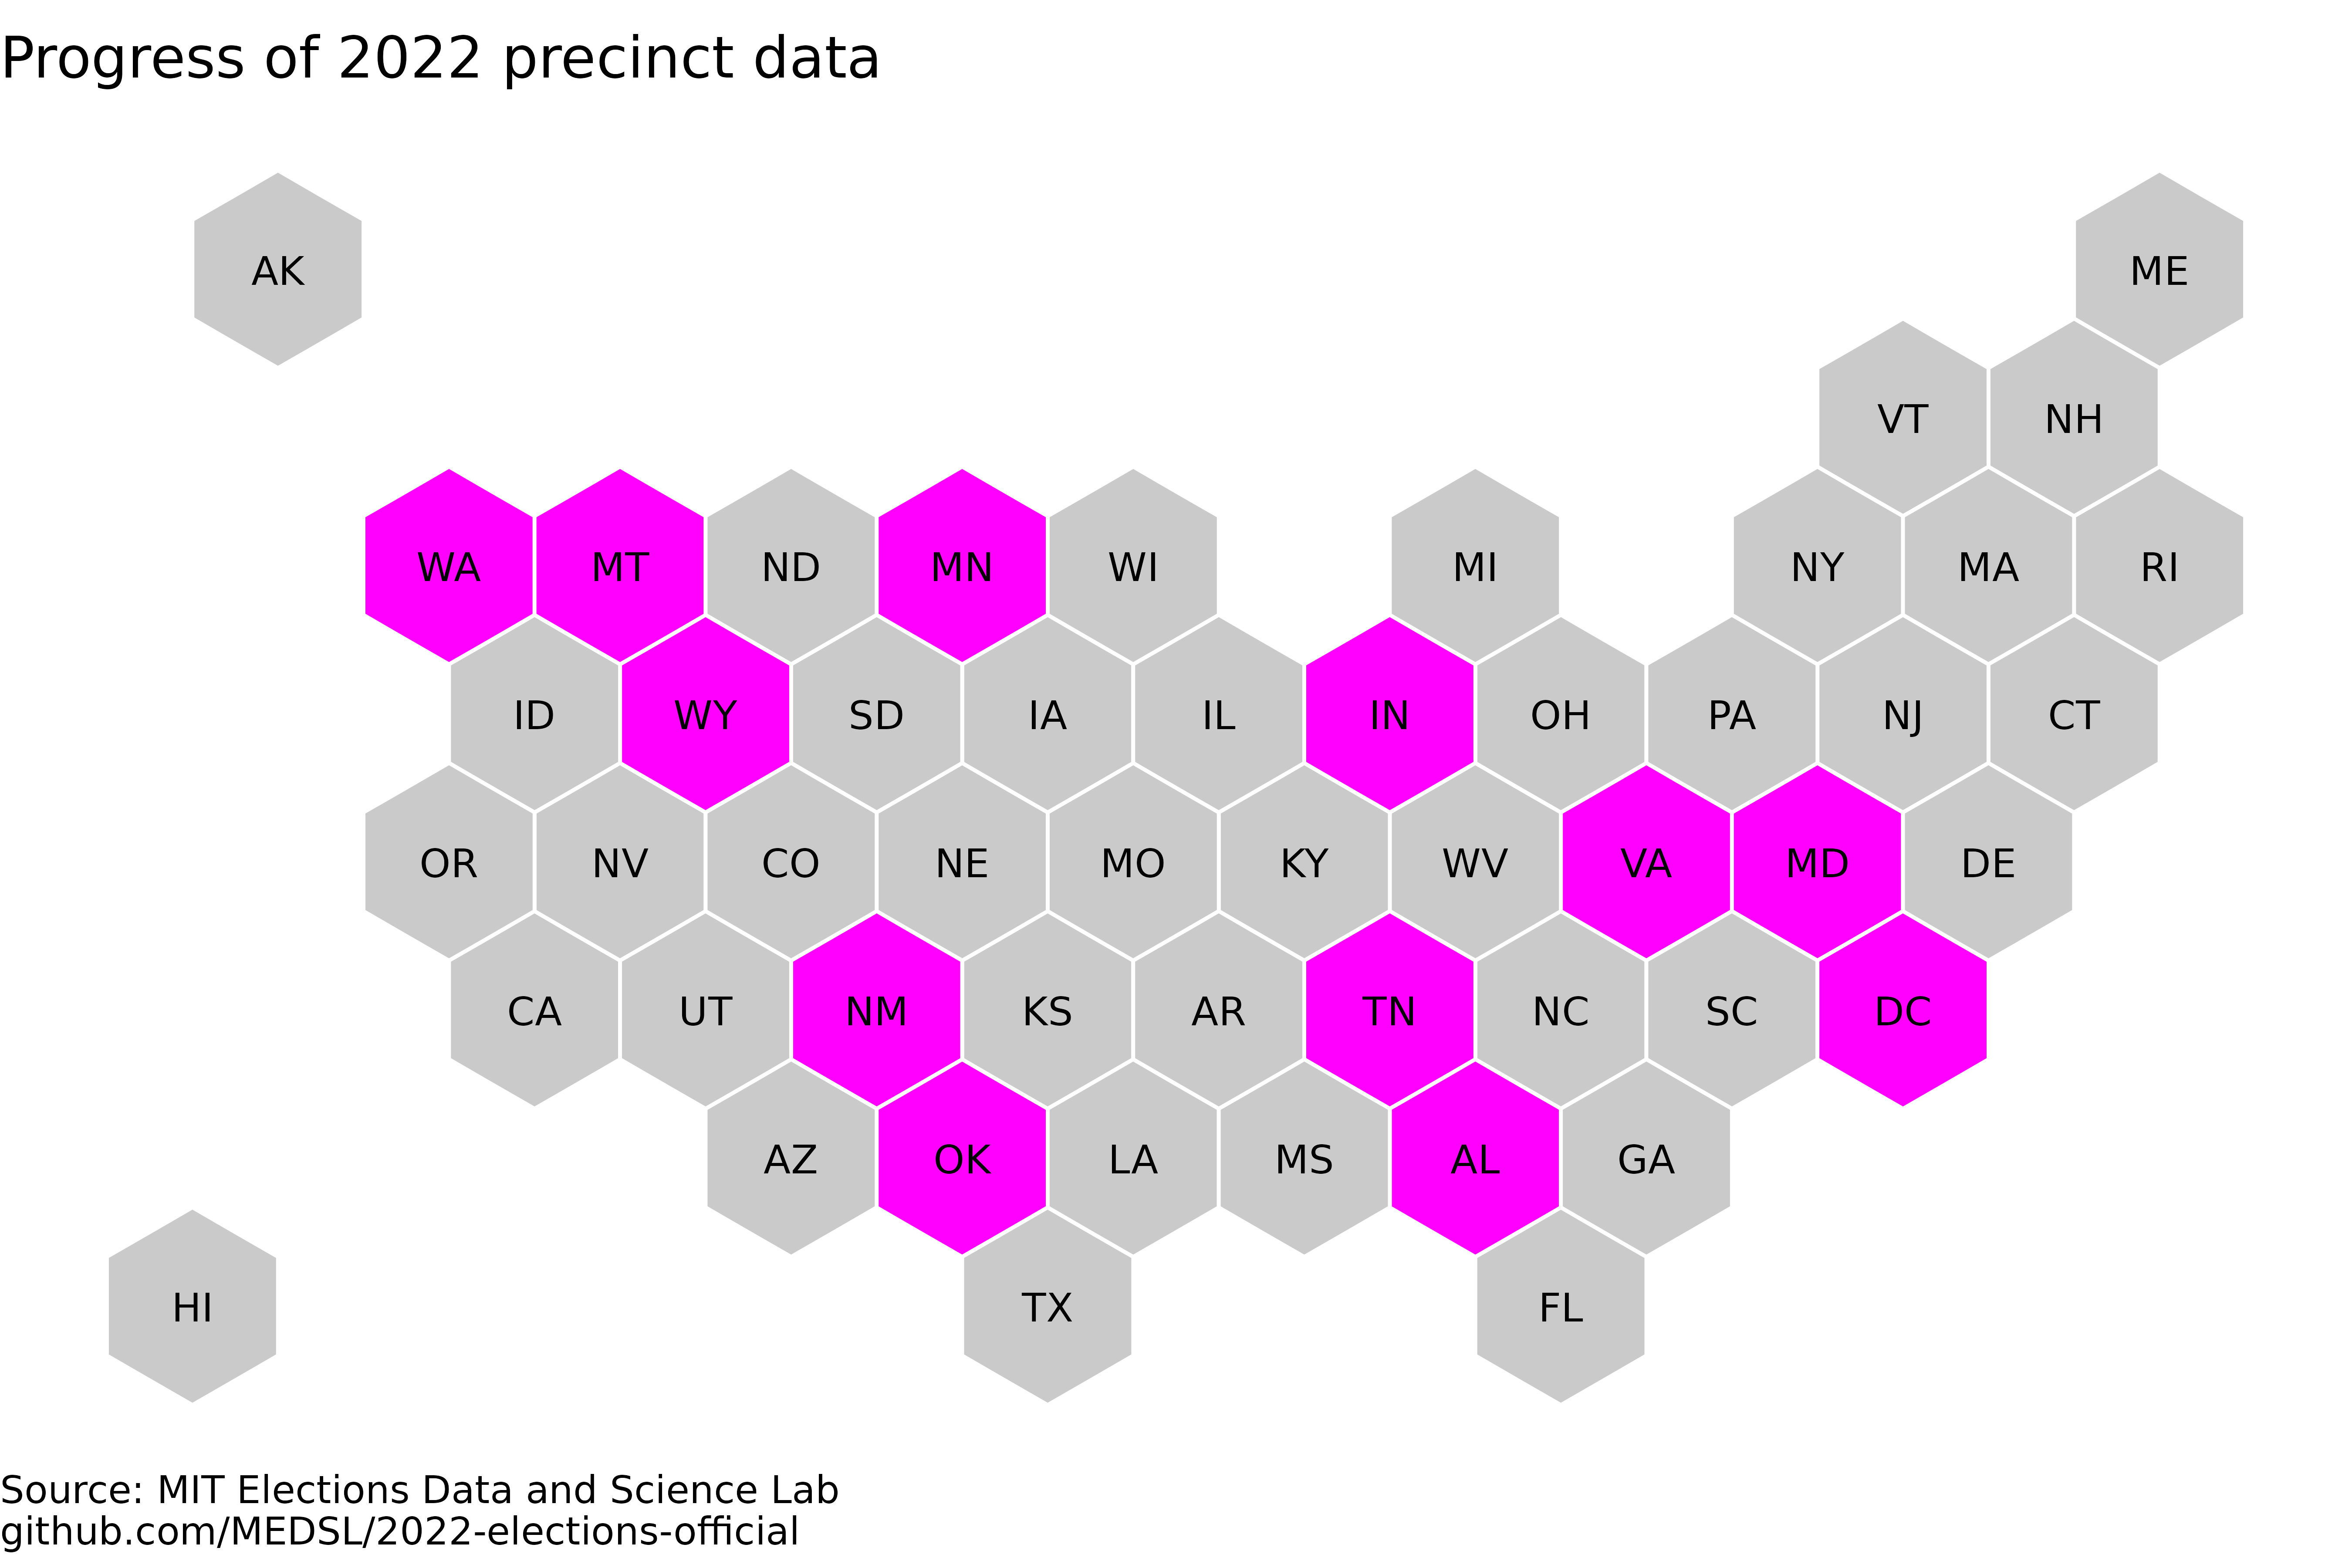 Progress of 2022 precinct data
AK
ME
VT
NH
WA
MT
ND
MN
WI
MI
NY
MA
RI
ID
WY
SD
IA
IL
IN
OH
PA
NJ
CT
OR
NV
CO
NE
MO
KY
WV
VA
MD
DE
CA
UT
NM
KS
AR
TN
NC
SC
DC
AZ
OK
LA
MS
AL
GA
HI
TX
FL
Source: MIT Elections Data and Science Lab
github.com/MEDSL/2022-elections-official